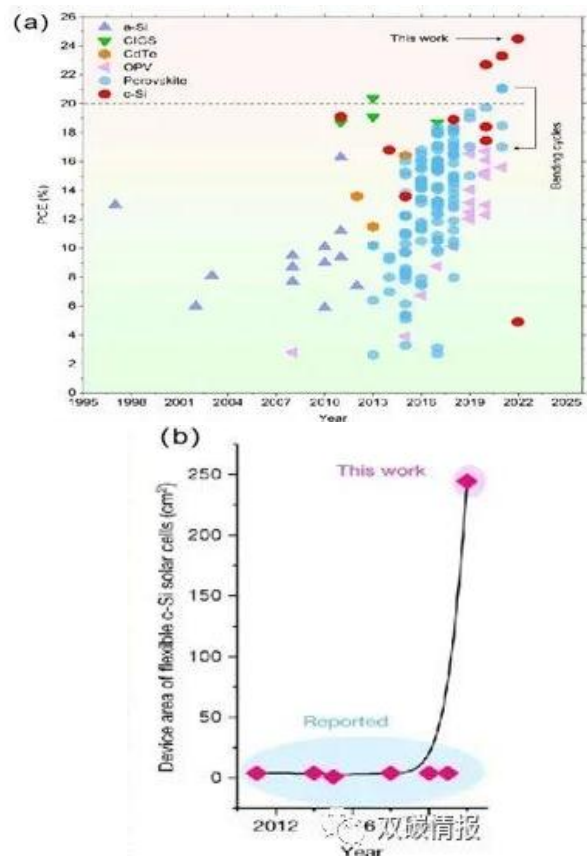 (a)
26
24
22
20
18
16
14
12
10
8
6
4
2
0
PCE (%)
a-Si
CIGS
CdTe
OPV
Perovskite
c-Si
This work
Bending cycles
1995 1998 2001 2004 2007 2010 2013 2016 2019 2022 2025
Year
(b)
This work
250
200
150
100
50
0
Device area of flexible c-Si solar cells (cm²)
Reported
2012 6
双碳情报
Year